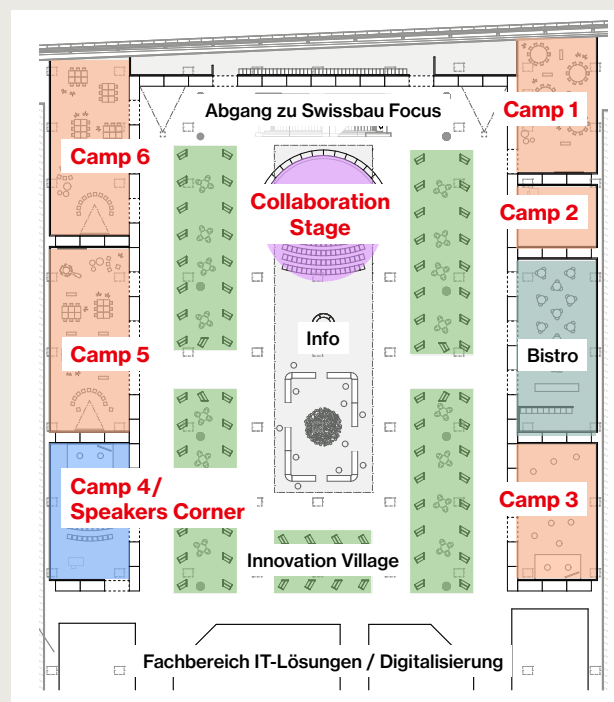 Abgang zu Swissbau Focus
Camp 1
Camp 6
Collaboration
Stage
Camp 2
Info
Camp 5
Bistro
Camp 4/
Speakers Corner
Camp 3
Innovation Village
Fachbereich IT-Lösungen / Digitalisierung